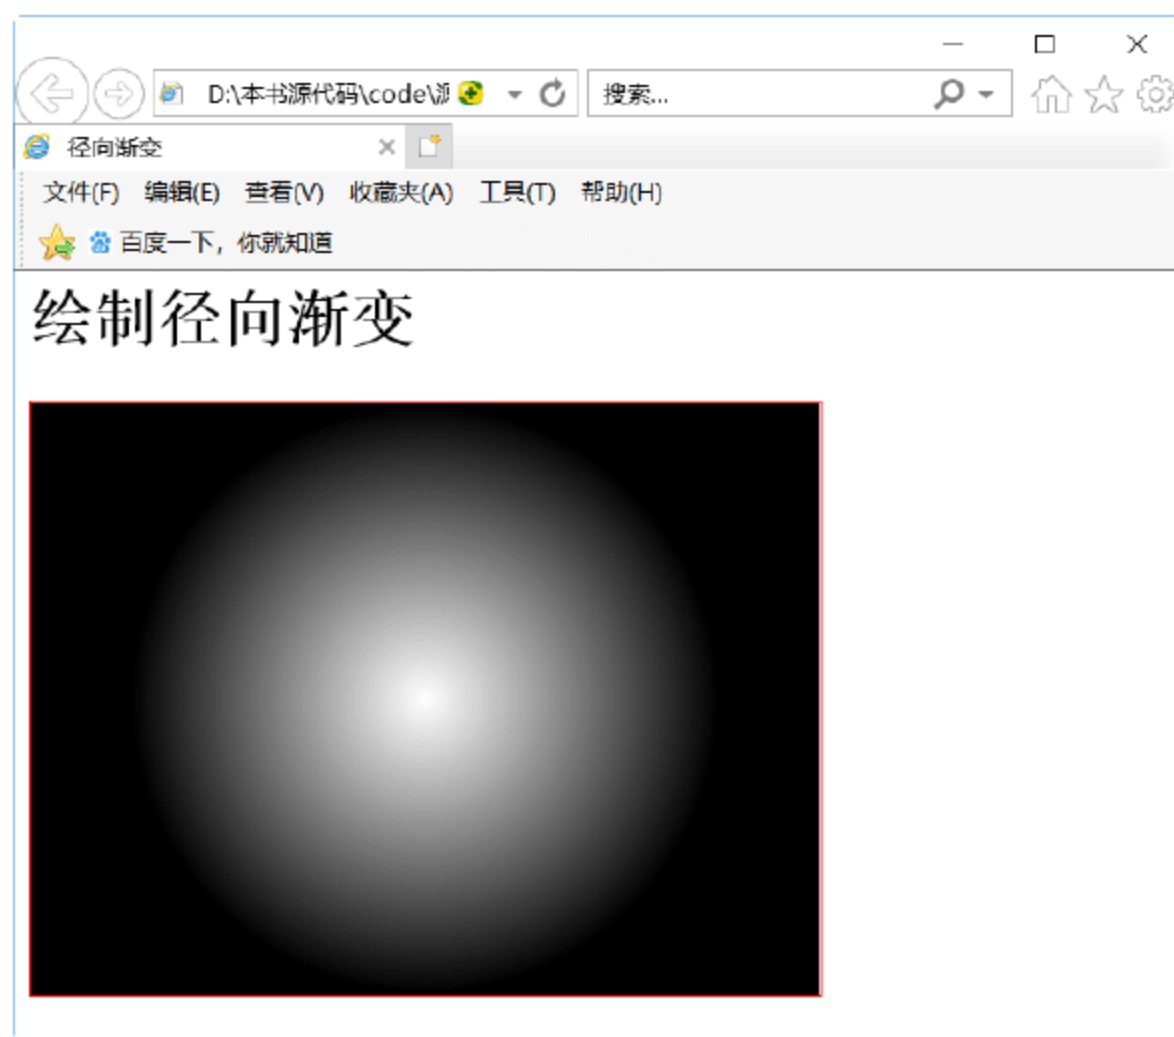 D:\本书源代码\code\源
搜索...
径向渐变
文件(F) 编辑(E) 查看(V) 收藏夹(A) 工具(T) 帮助(H)
百度一下，你就知道
绘制径向渐变